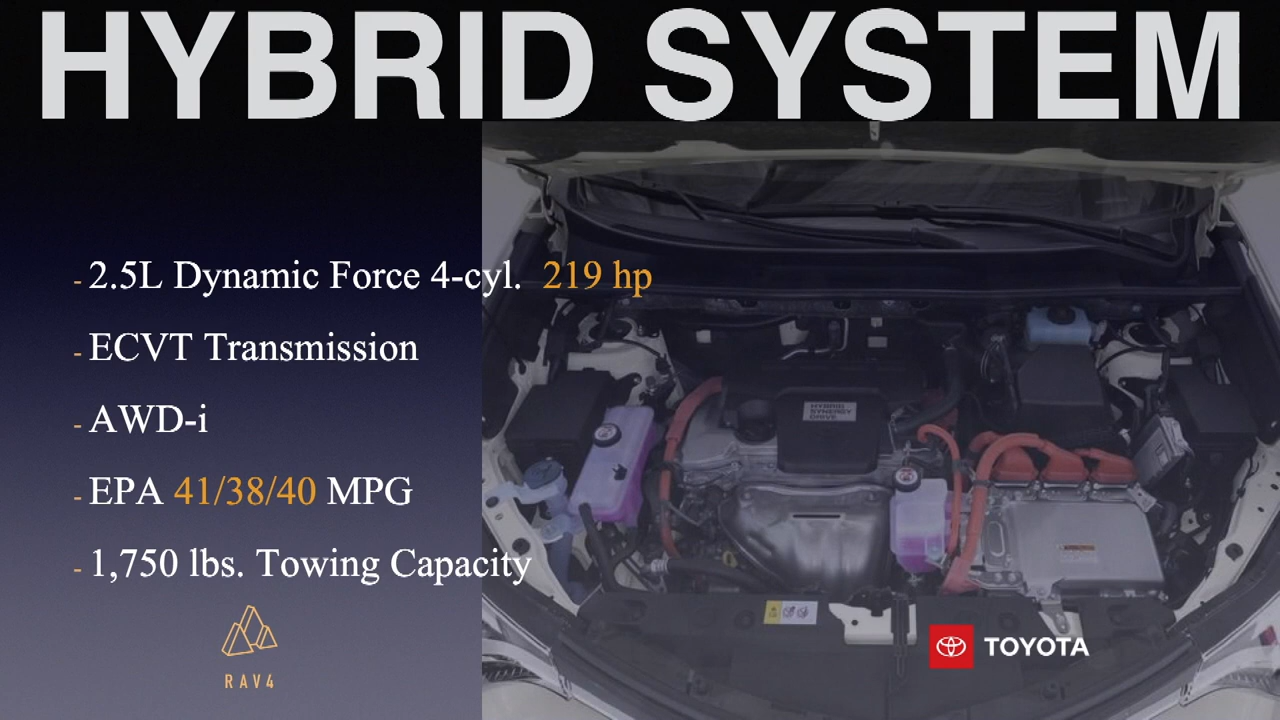 HYBRID SYSTEM
- 2.5L Dynamic Force 4-cyl. 219 hp
- ECVT Transmission
- AWD-i
- EPA 41/38/40 MPG
- 1,750 lbs. Towing Capacity
HYBRID
SYNERGY
DRIVE
RAV4
TOYOTA